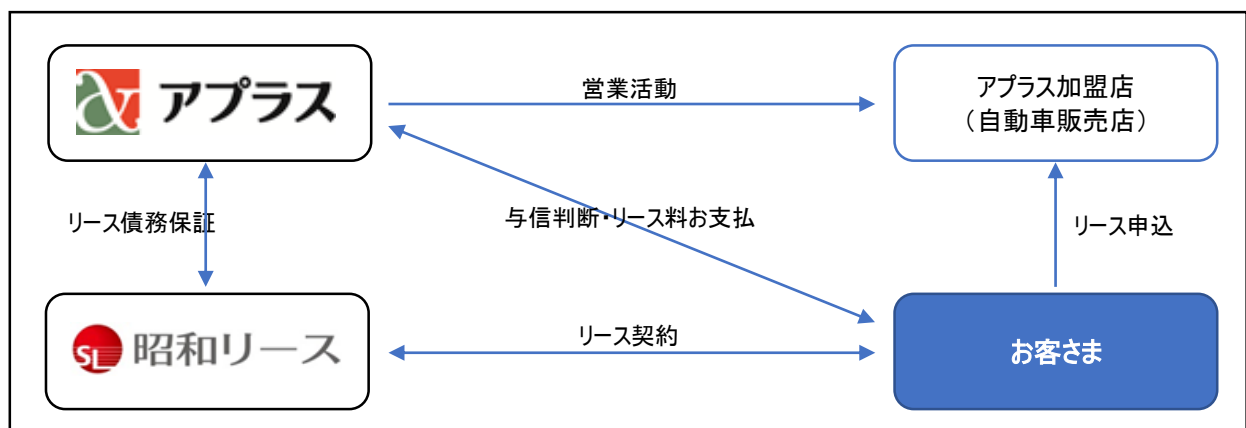 アプラス
営業活動
アプラス加盟店
（自動車販売店）
リース債務保証
与信判断・リース料お支払
リース申込
SL 昭和リース
リース契約
お客さま